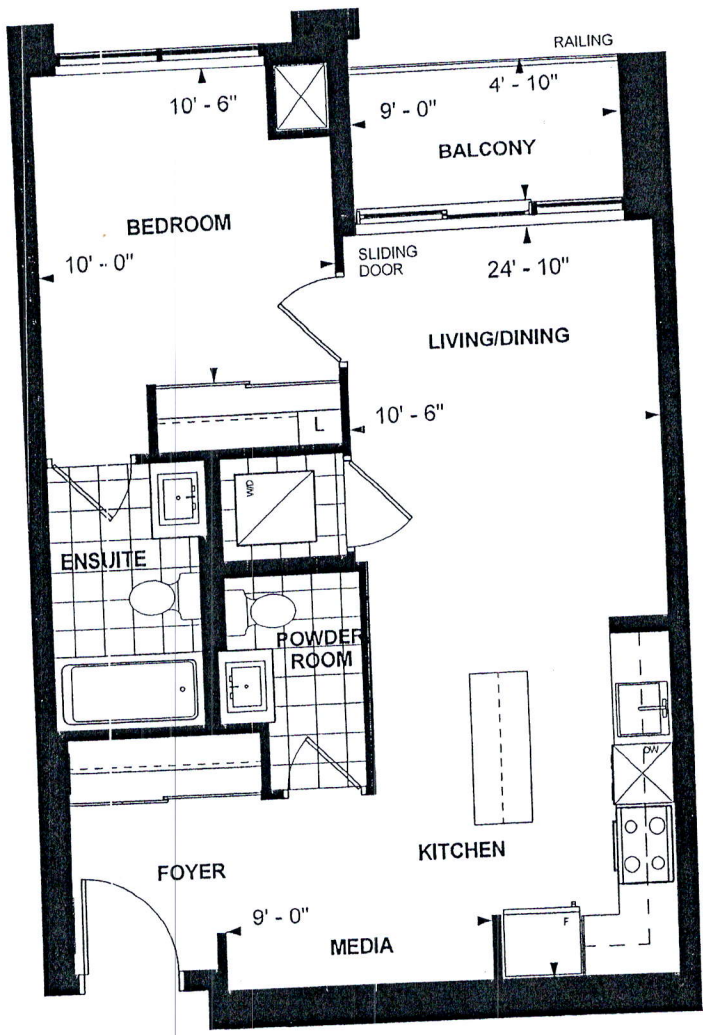 RAILING
10' - 6"
9' - 0"
4' - 10"
BALCONY
BEDROOM
10' - 0"
SLIDING
DOOR
24' - 10"
LIVING/DINING
10' - 6"
L
W/D
ENSUITE
POWDER
ROOM
DW
KITCHEN
FOYER
9' - 0"
F
MEDIA